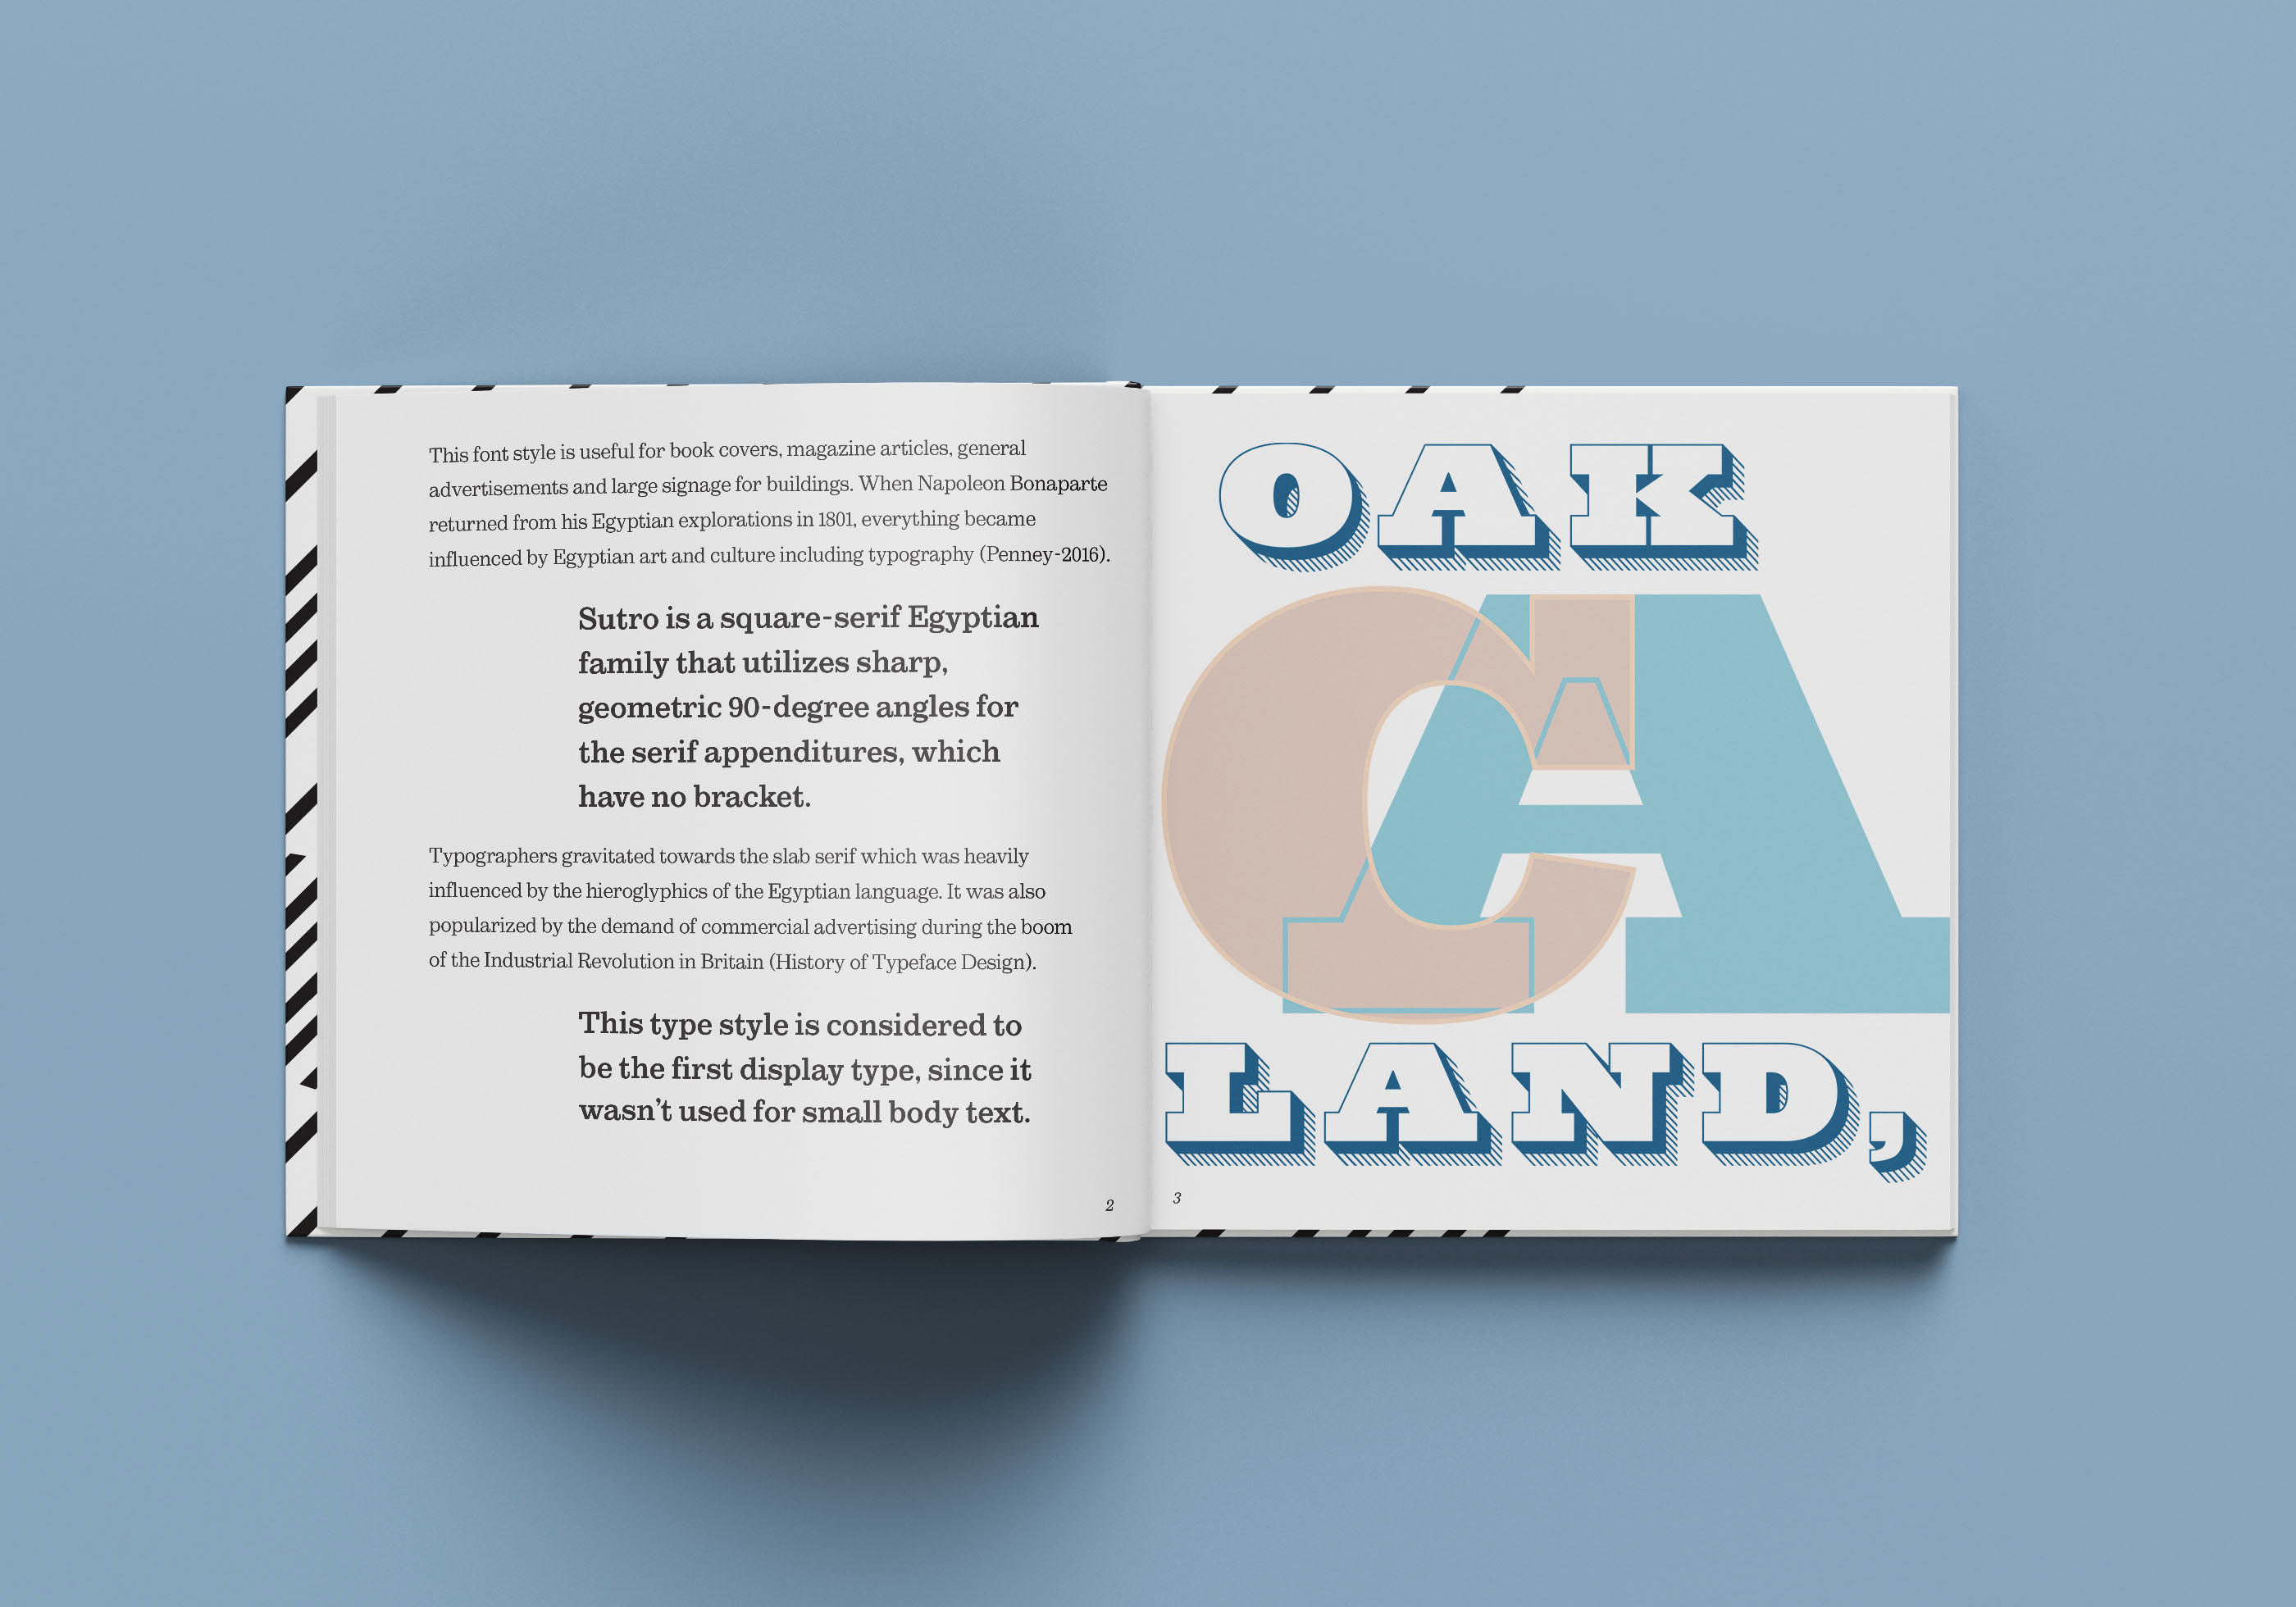 This font style is useful for book covers, magazine articles, general
advertisements and large signage for buildings. When Napoleon Bonaparte
returned from his Egyptian explorations in 1801, everything became
influenced by Egyptian art and culture including typography (Penney-2016).
Sutro is a square-serif Egyptian
family that utilizes sharp,
geometric 90-degree angles for
the serif appenditures, which
have no bracket.
Typographers gravitated towards the slab serif which was heavily
influenced by the hieroglyphics of the Egyptian language. It was also
popularized by the demand of commercial advertising during the boom
of the Industrial Revolution in Britain (History of Typeface Design).
This type style is considered to
be the first display type, since it
wasn't used for small body text.
2
OAK
CA
LAND,
3